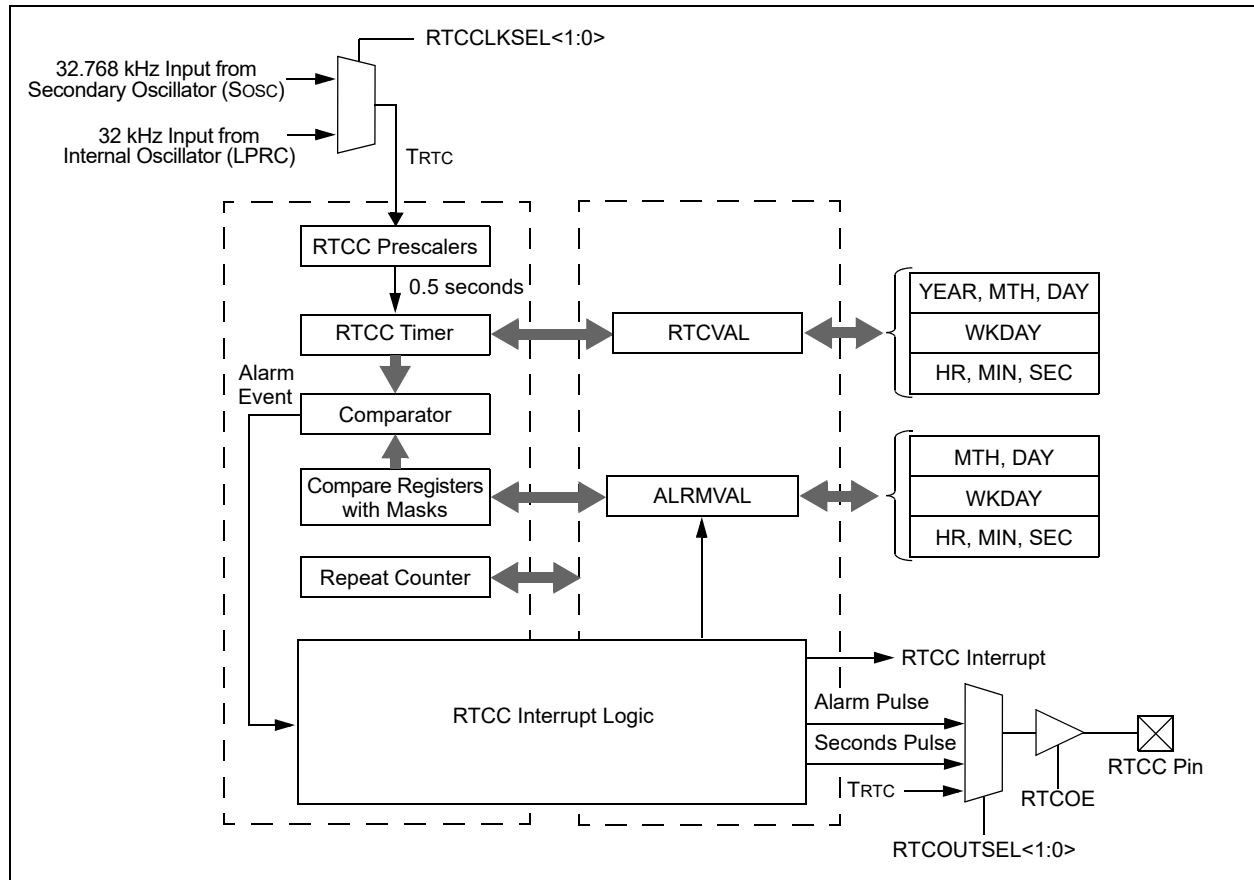 RTCCLKSEL<1:0>
32.768 kHz Input from
Secondary Oscillator (SOSC)
32 kHz Input from
Internal Oscillator (LPRC)
TRTC
RTCC Prescalers
0.5 seconds
RTCC Timer
RTCVAL
YEAR, MTH, DAY
WKDAY
HR, MIN, SEC
Alarm
Event
Comparator
Compare Registers
with Masks
ALRMVAL
MTH, DAY
WKDAY
HR, MIN, SEC
Repeat Counter
RTCC Interrupt Logic
RTCC Interrupt
Alarm Pulse
Seconds Pulse
TRTC
RTCC Pin
RTCOE
RTCOUTSEL<1:0>